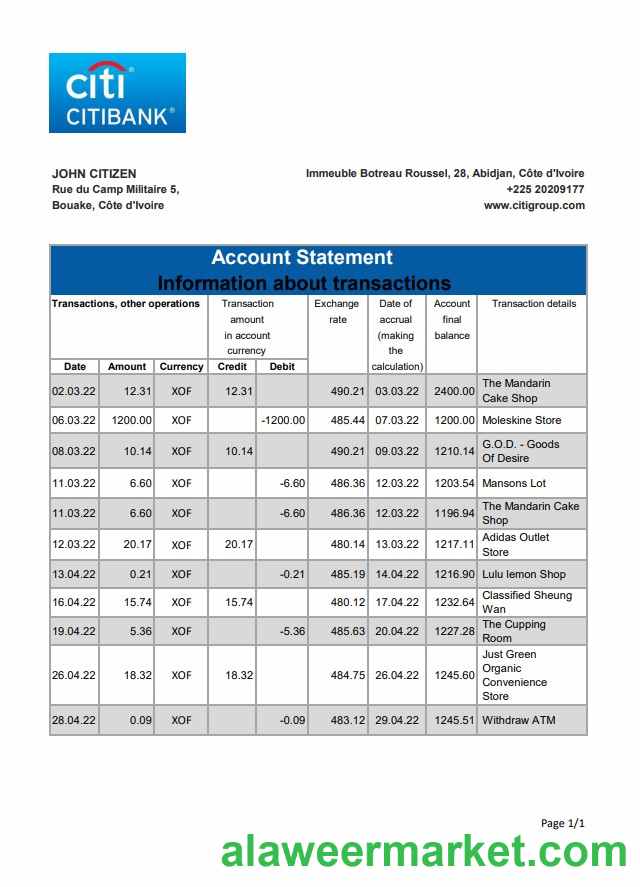 citi®
CITIBANK®
JOHN CITIZEN
Rue du Camp Militaire 5,
Bouake, Côte d'Ivoire
Immeuble Botreau Roussel, 28, Abidjan, Côte d'Ivoire
+225 20209177
www.citigroup.com
Account Statement
Information about transactions
Transactions, other operations
Transaction
amount
in account
currency
Exchange
rate
Date of
accrual
(making
the
calculation)
Account
final
balance
Transaction details
Date Amount Currency Credit Debit
02.03.22 12.31 XOF 12.31 490.21 03.03.22 2400.00 The Mandarin
Cake Shop
06.03.22 1200.00 XOF -1200.00 485.44 07.03.22 1200.00 Moleskine Store
08.03.22 10.14 XOF 10.14 490.21 09.03.22 1210.14 G.O.D. - Goods
Of Desire
11.03.22 6.60 XOF -6.60 486.36 12.03.22 1203.54 Mansons Lot
11.03.22 6.60 XOF -6.60 486.36 12.03.22 1196.94 The Mandarin Cake
Shop
12.03.22 20.17 XOF 20.17 480.14 13.03.22 1217.11 Adidas Outlet
Store
13.04.22 0.21 XOF -0.21 485.19 14.04.22 1216.90 Lulu lemon Shop
16.04.22 15.74 XOF 15.74 480.12 17.04.22 1232.64 Classified Sheung
Wan
19.04.22 5.36 XOF -5.36 485.63 20.04.22 1227.28 The Cupping
Room
26.04.22 18.32 XOF 18.32 484.75 26.04.22 1245.60 Just Green
Organic
Convenience
Store
28.04.22 0.09 XOF -0.09 483.12 29.04.22 1245.51 Withdraw ATM
Page 1/1
alaweermarket.com